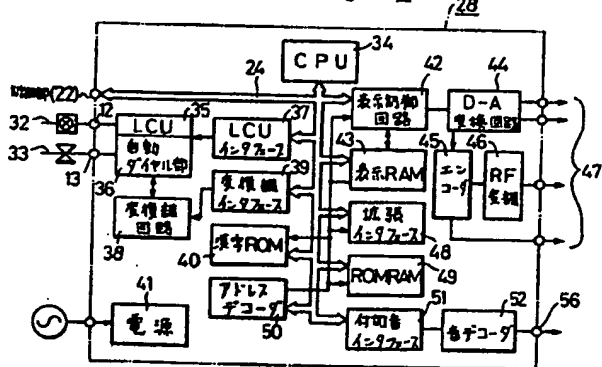 28
CPU
34
制御部(22)
24
12
35
37
42
44
32
LCU
LCU
インタフェース
表示制御
回路
D-A
変換回路
33
自動
ダイヤル部
43
45
46
47
13
36
39
表示RAM
エン
コーダ
RF
変調
変復調
回路
変復調
インタフェース
拡張
インタフェース
48
38
40
漢字ROM
49
ROMRAM
41
アドレス
デコーダ
50
51
52
56
電源
付加音
インタフェース
音デコーダ